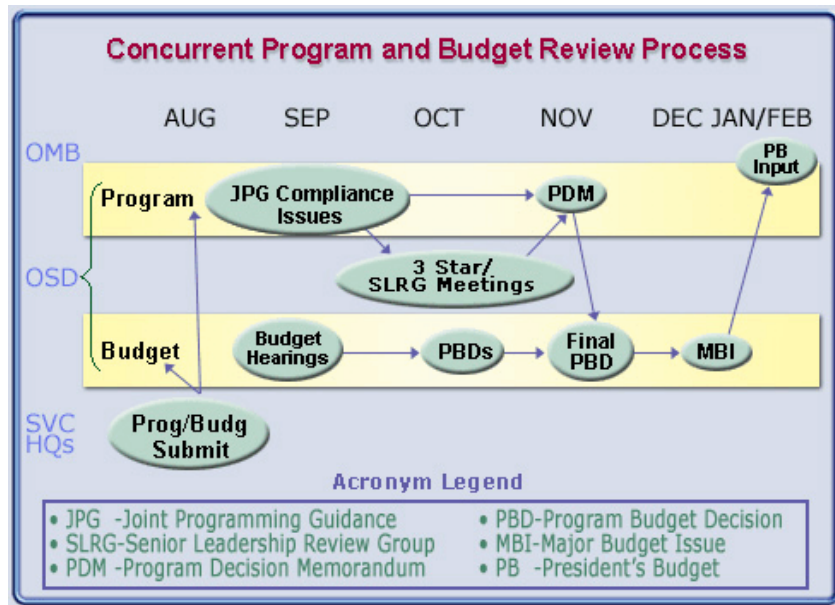 Concurrent Program and Budget Review Process
AUG SEP OCT NOV DEC JAN/FEB
OMB
PB
Input
Program
JPG Compliance
Issues
PDM
OSD
3 Star/
SLRG Meetings
Budget
Budget
Hearings
PBDs
Final
PBD
MBI
SVC
HQs
Prog/Budg
Submit
Acronym Legend
• JPG -Joint Programming Guidance
• SLRG-Senior Leadership Review Group
• PDM -Program Decision Memorandum
• PBD-Program Budget Decision
• MBI-Major Budget Issue
• PB -President's Budget